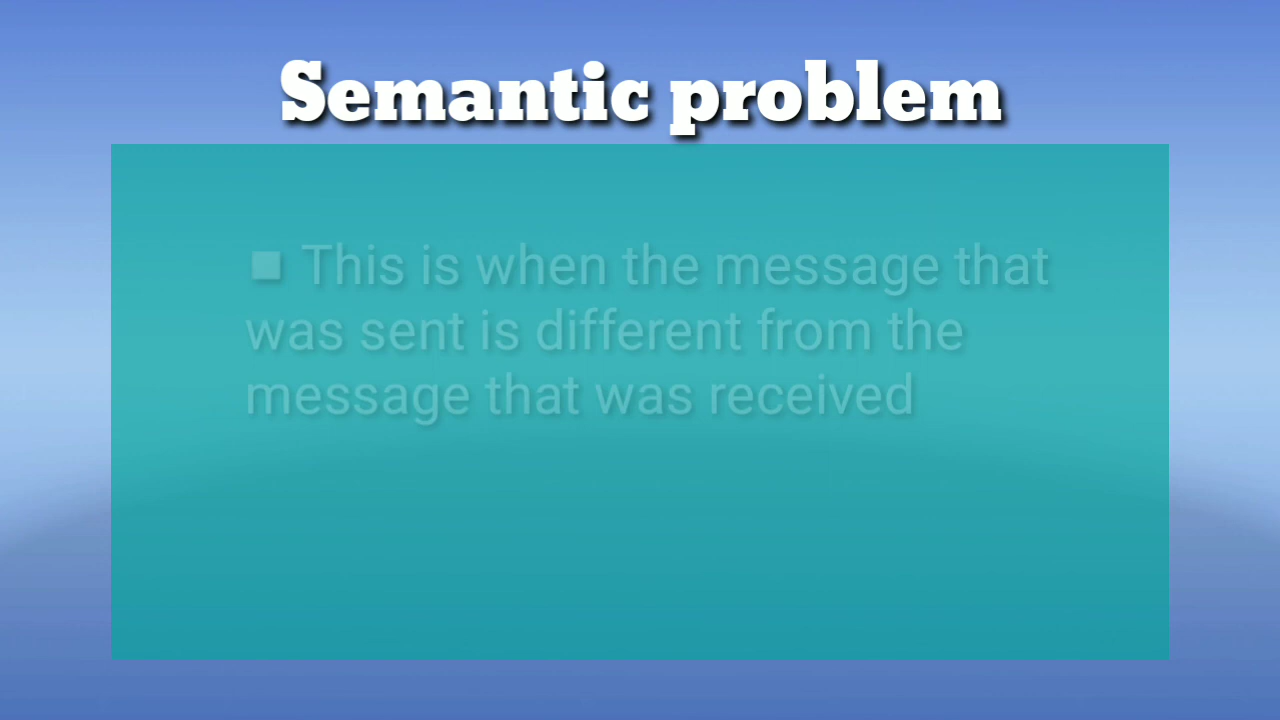 Semantic problem
▪ This is when the message that
was sent is different from the
message that was received